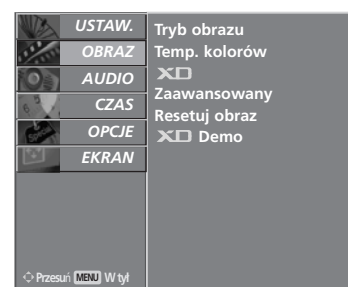 USTAW.
OBRAZ
AUDIO
CZAS
OPCJE
EKRAN
Tryb obrazu
Temp. kolorów
XD
Zaawansowany
Resetuj obraz
XD Demo
Przesuń MENU W tył